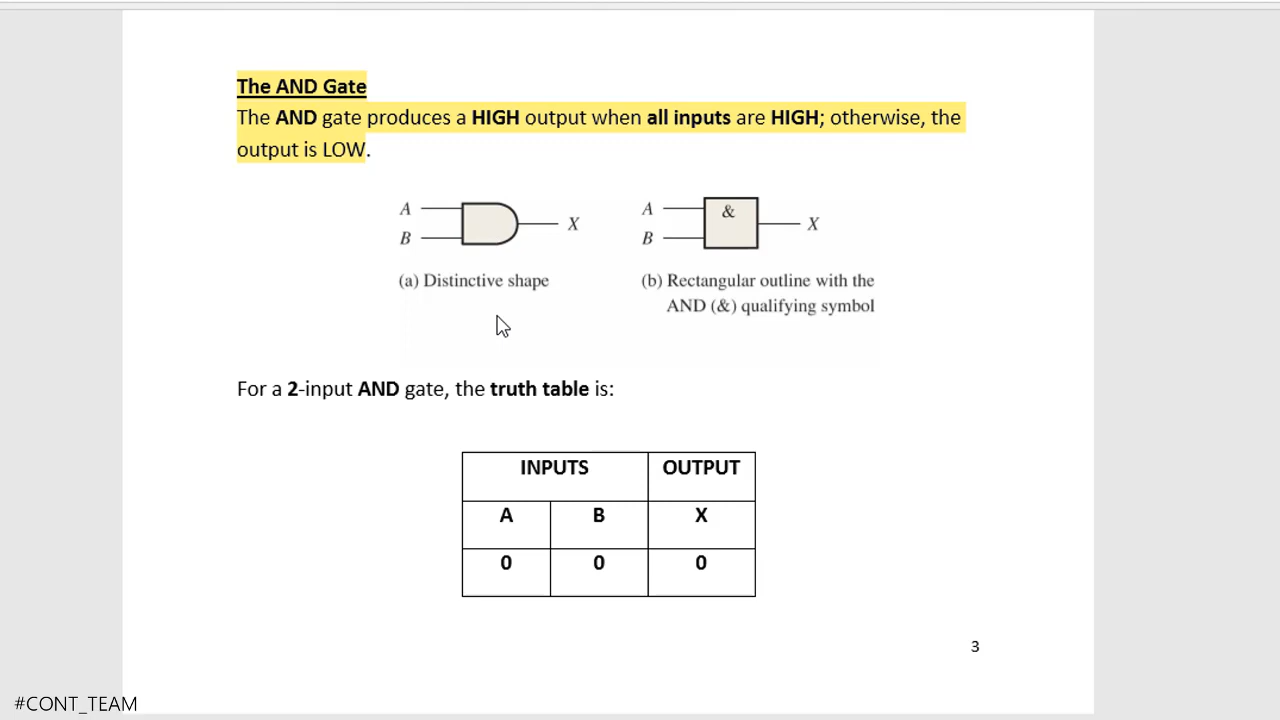 The AND Gate
The AND gate produces a HIGH output when all inputs are HIGH; otherwise, the
output is LOW.
A
B
X
(a) Distinctive shape
A
B
&
X
(b) Rectangular outline with the
AND (&) qualifying symbol
For a 2-input AND gate, the truth table is:
INPUTS OUTPUT
A B X
0 0 0
3
#CONT_TEAM